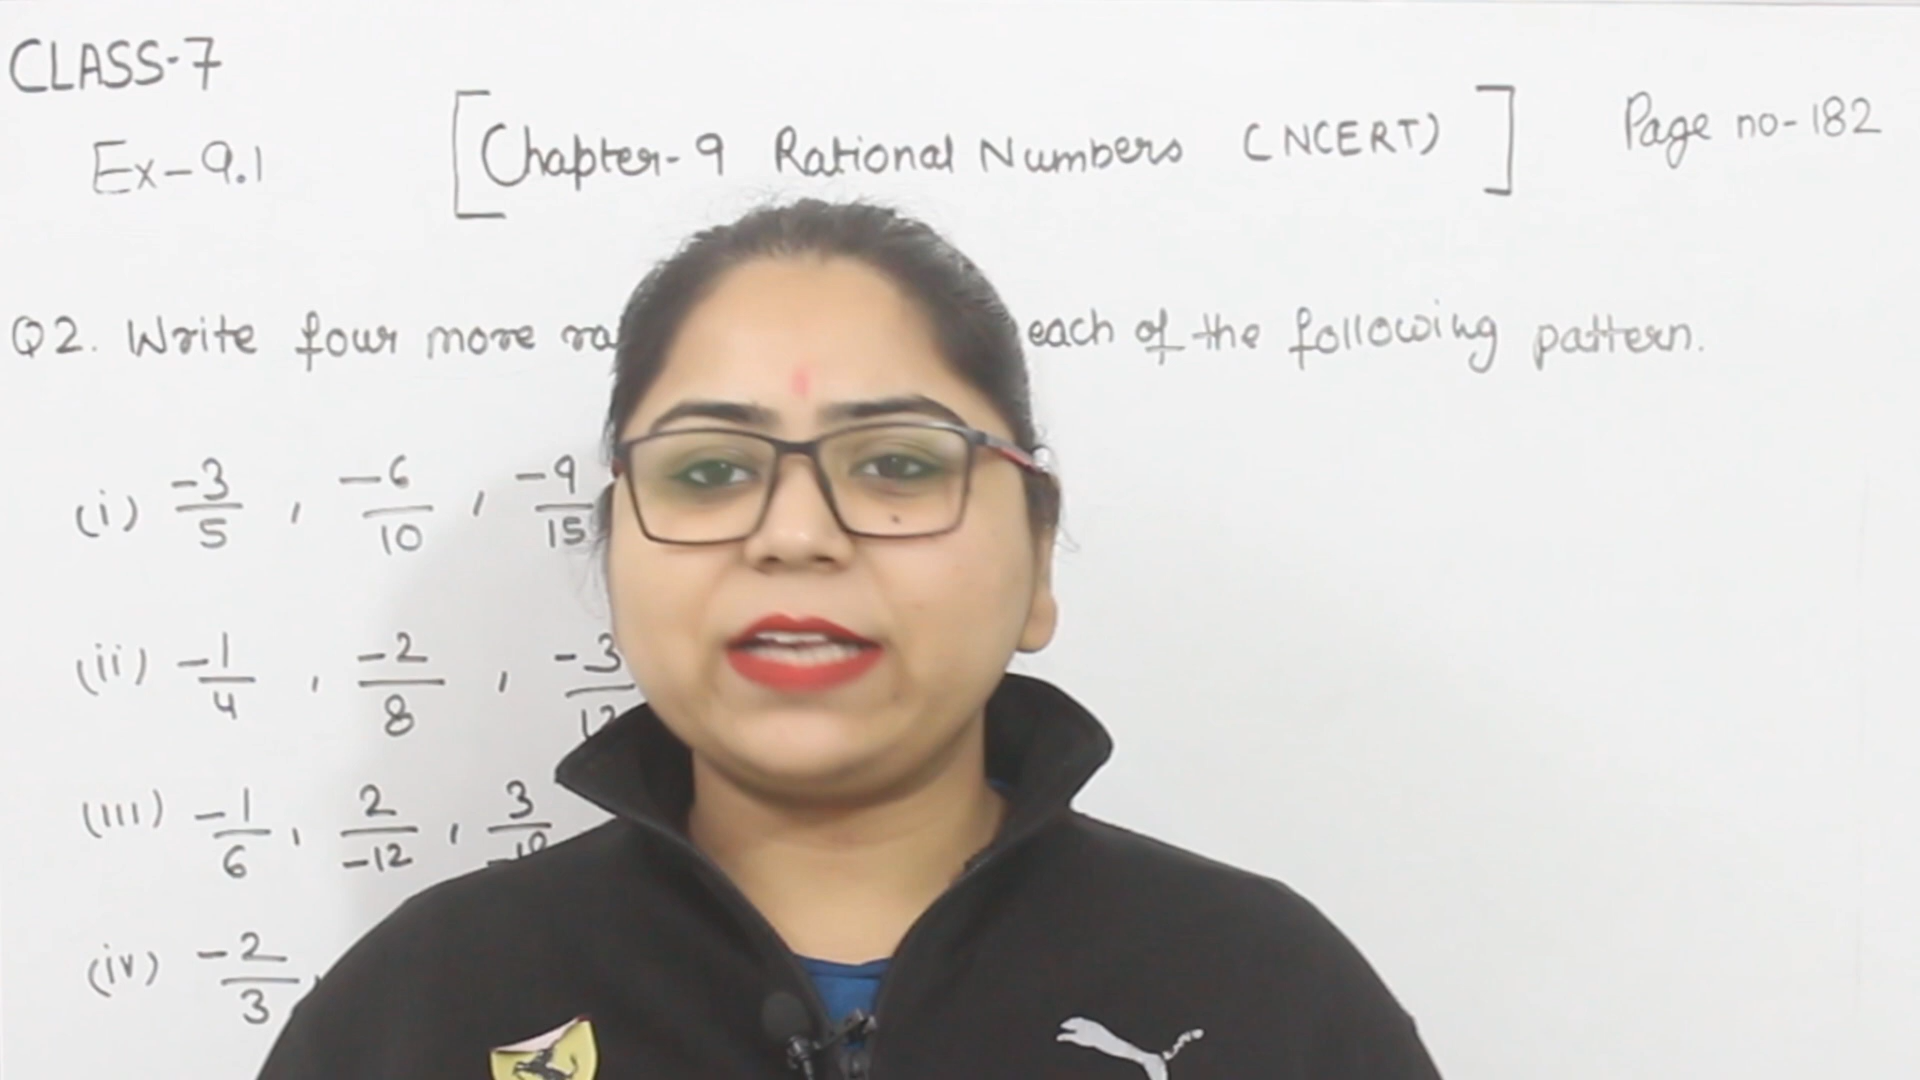 CLASS-7
Ex-9.1 [Chapter-9 Rational Numbers (NCERT)] Page no-182
Q2. Write four more each of the following pattern.
(i) -3/5 , -6/10 , -9/15
(ii) -1/4 , -2/8 , -3/12
(iii) -1/6 , 2/-12 , 3/-18
(iv) -2/3 ,